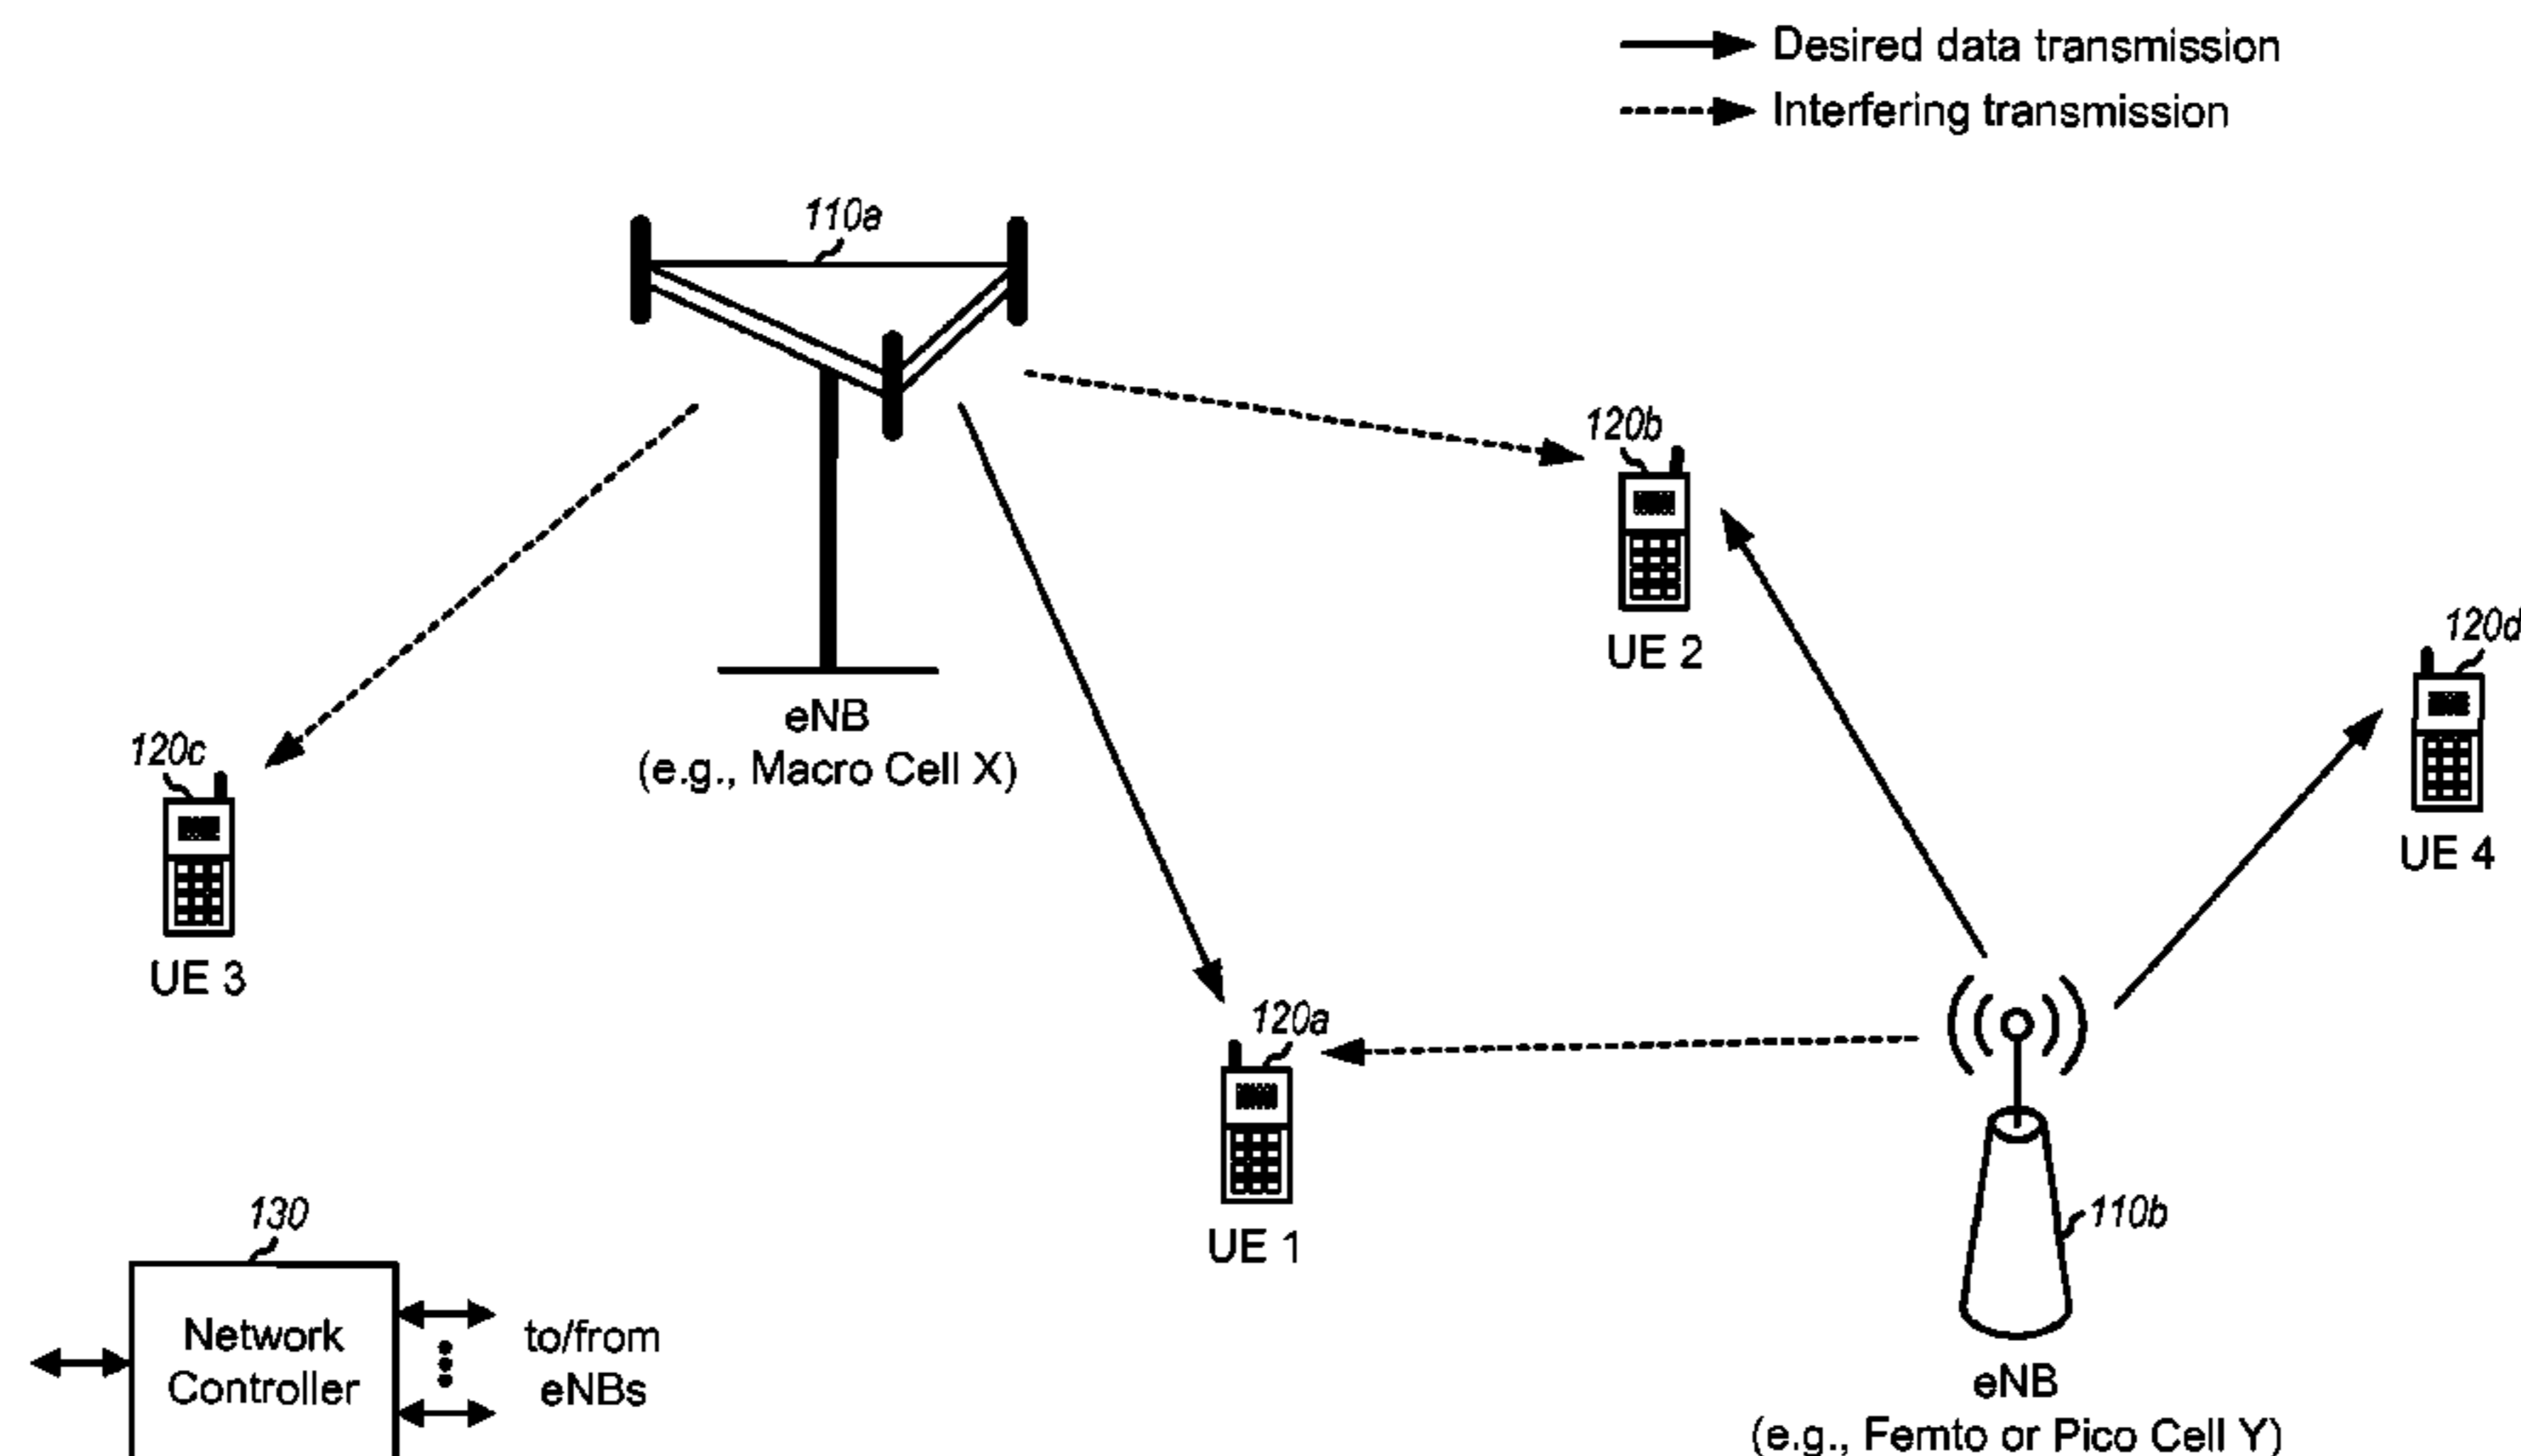 Desired data transmission
Interfering transmission
110a
120b
UE 2
120d
UE 4
eNB
(e.g., Macro Cell X)
120c
UE 3
120a
UE 1
110b
eNB
(e.g., Femto or Pico Cell Y)
130
Network
Controller
to/from
eNBs